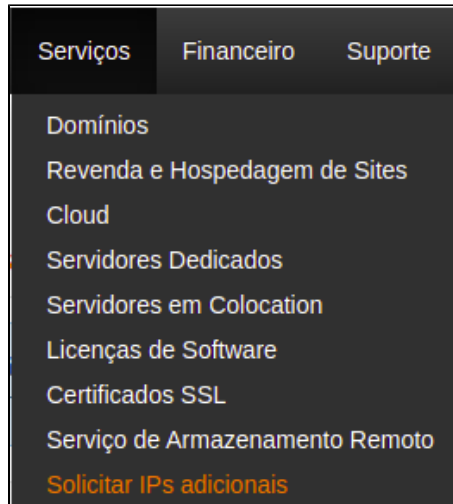 Serviços Financeiro Suporte
Domínios
Revenda e Hospedagem de Sites
Cloud
Servidores Dedicados
Servidores em Colocation
Licenças de Software
Certificados SSL
Serviço de Armazenamento Remoto
Solicitar IPs adicionais